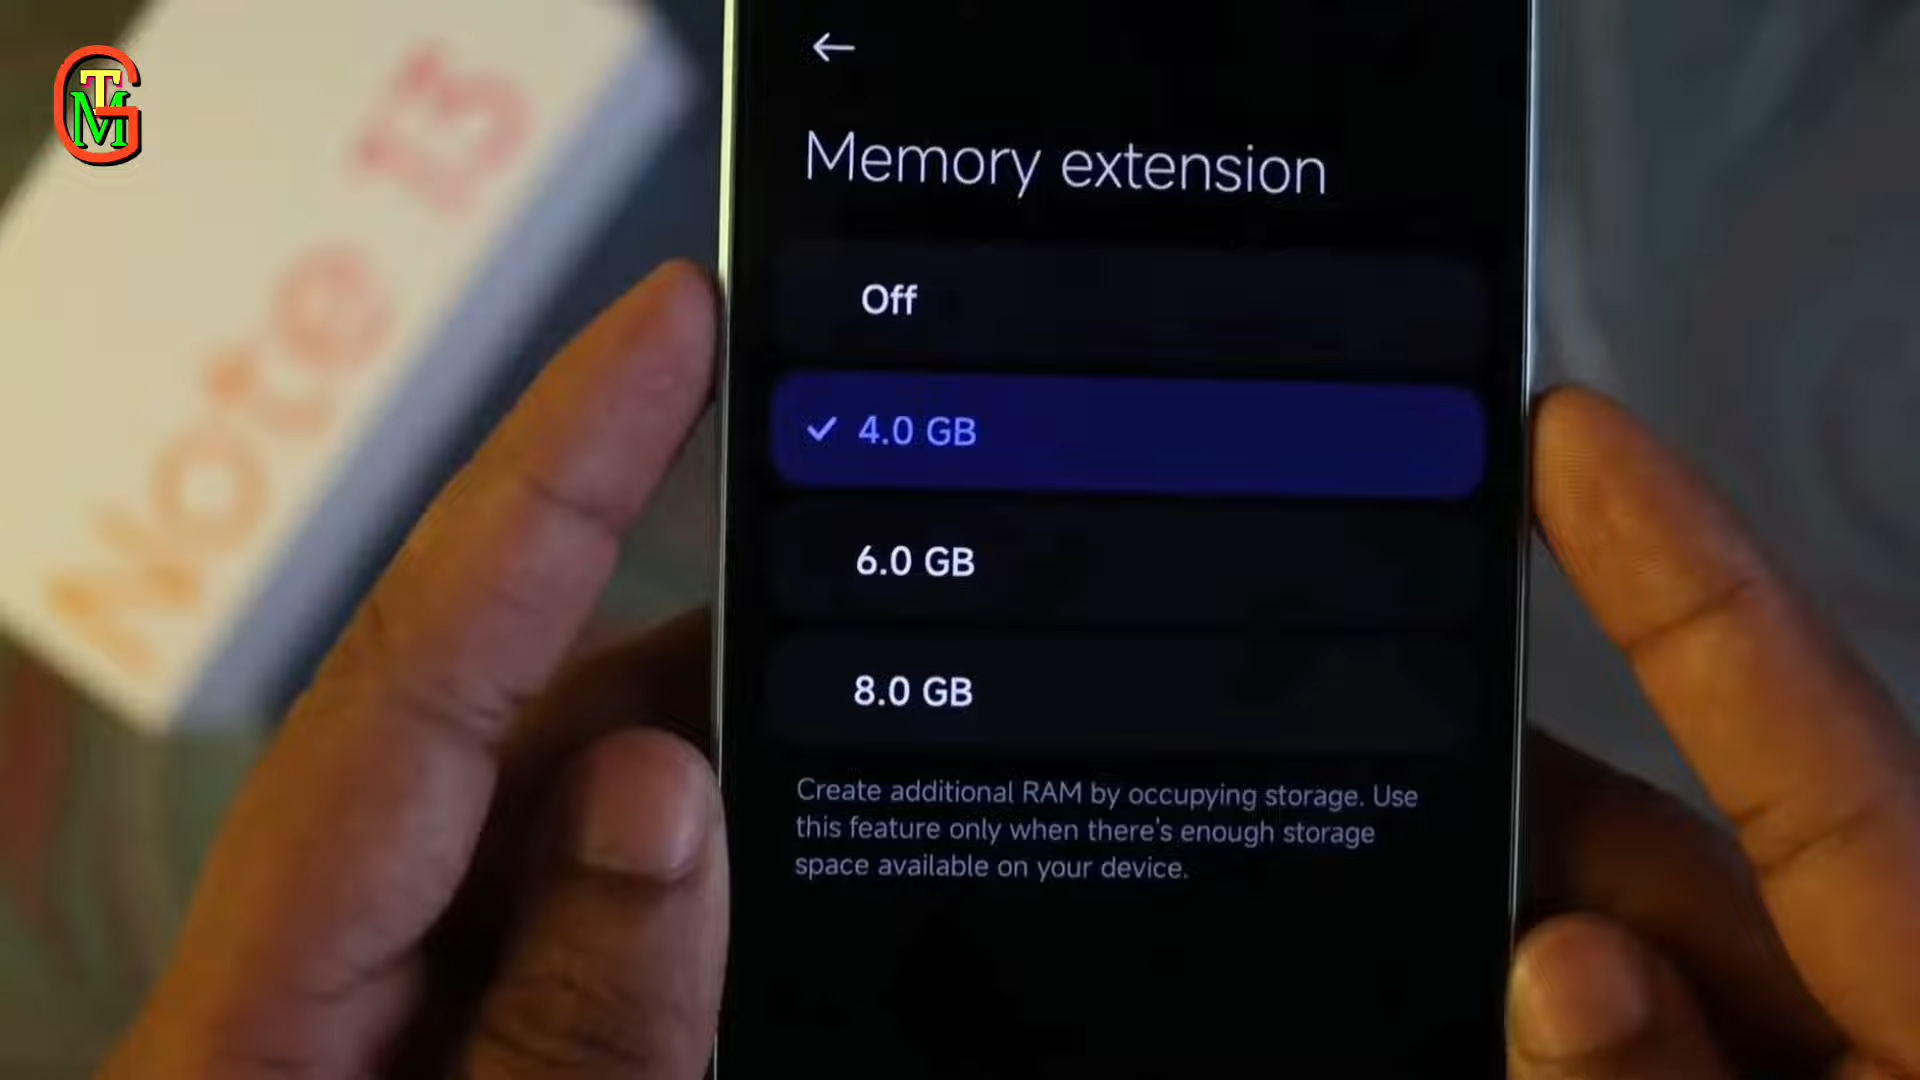 GTM
Note 13
←
Memory extension
Off
✓ 4.0 GB
6.0 GB
8.0 GB
Create additional RAM by occupying storage. Use
this feature only when there's enough storage
space available on your device.